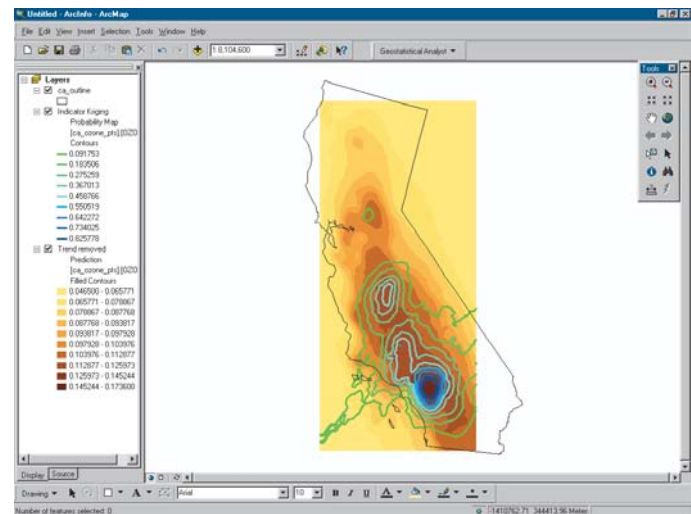 Untitled - ArcInfo - ArcMap
File Edit View Insert Selection Tools Window Help
1:8,104,600
Geostatistical Analyst
Tools
Layers
ca_outline
Indicator Kriging
Probability Map
[ca_ozone_pts].[OZO
Contours
0.091753
0.183506
0.275259
0.367013
0.458766
0.550519
0.642272
0.734025
0.825778
Trend removed
Prediction
[ca_ozone_pts].[OZO
Filled Contours
0.046500 - 0.065771
0.065771 - 0.078867
0.078867 - 0.087768
0.087768 - 0.093817
0.093817 - 0.097928
0.097928 - 0.103976
0.103976 - 0.112877
0.112877 - 0.125973
0.125973 - 0.145244
0.145244 - 0.173600
Display Source
Drawing A Arial 10 B I U A
Number of features selected: 0
-1410762.71 344413.96 Meters